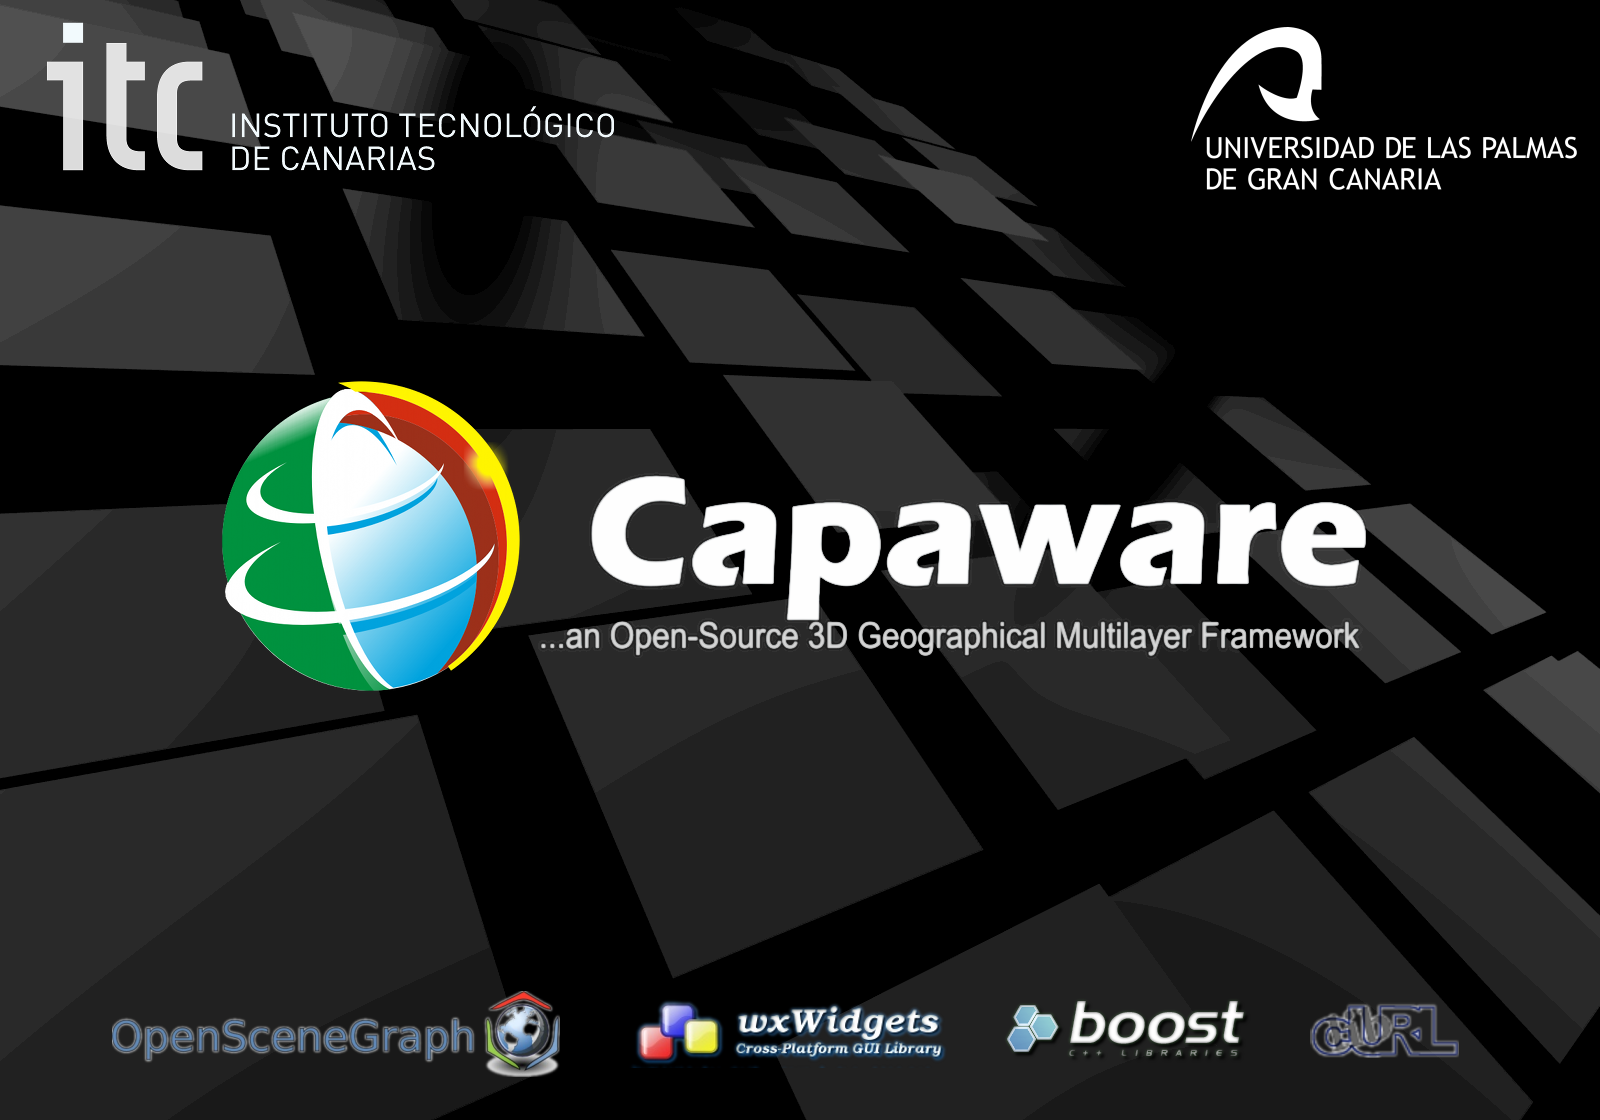 itc
INSTITUTO TECNOLÓGICO
DE CANARIAS
UNIVERSIDAD DE LAS PALMAS
DE GRAN CANARIA
Capaware
...an Open-Source 3D Geographical Multilayer Framework
OpenSceneGraph
wxWidgets
Cross-Platform GUI Library
boost
C++ LIBRARIES